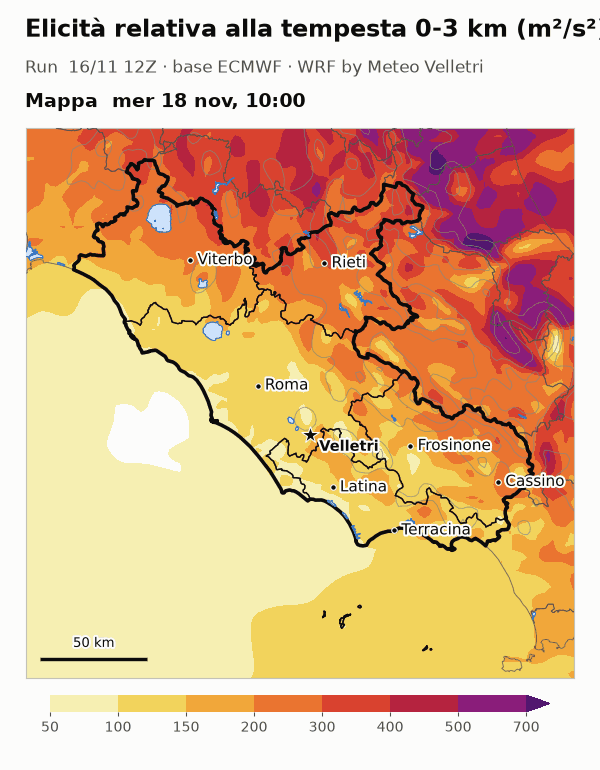 Elicità relativa alla tempesta 0-3 km (m²/s²)
Run 16/11 12Z · base ECMWF · WRF by Meteo Velletri
Mappa mer 18 nov, 10:00
Viterbo
Rieti
Roma
Velletri
Frosinone
Cassino
Latina
Terracina
50 km
50 100 150 200 300 400 500 700